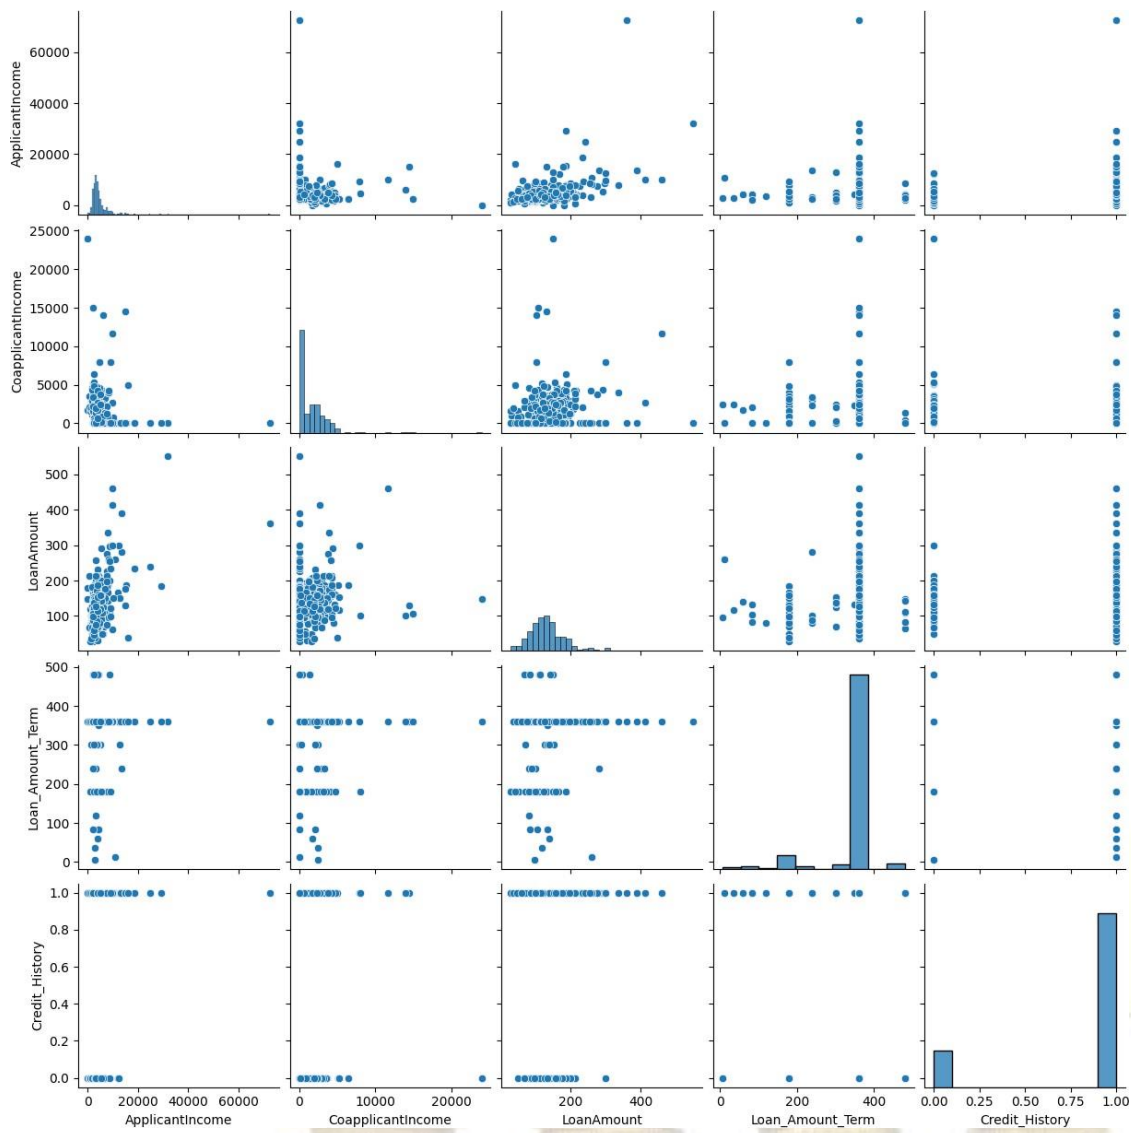 ApplicantIncome
60000
40000
20000
0
CoapplicantIncome
25000
20000
15000
10000
5000
0
LoanAmount
500
400
300
200
100
Loan_Amount_Term
500
400
300
200
100
0
Credit_History
1.0
0.8
0.6
0.4
0.2
0.0
0 20000 40000 60000
0 10000 20000
200 400
0 200 400
0.00 0.25 0.50 0.75 1.00
ApplicantIncome CoapplicantIncome LoanAmount Loan_Amount_Term Credit_History